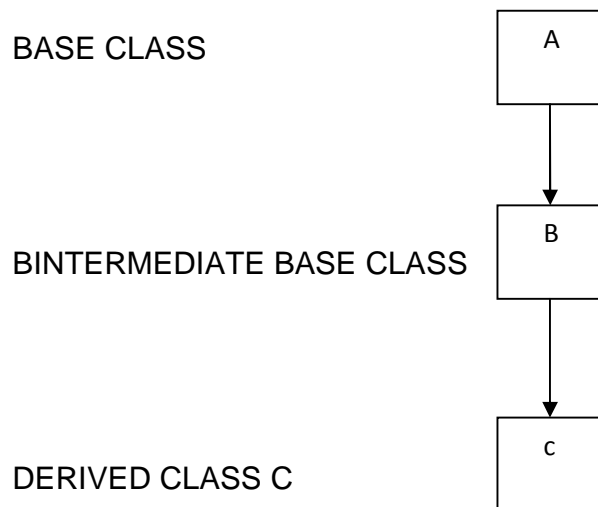 BASE CLASS
A
B
BINTERMEDIATE BASE CLASS
c
DERIVED CLASS C